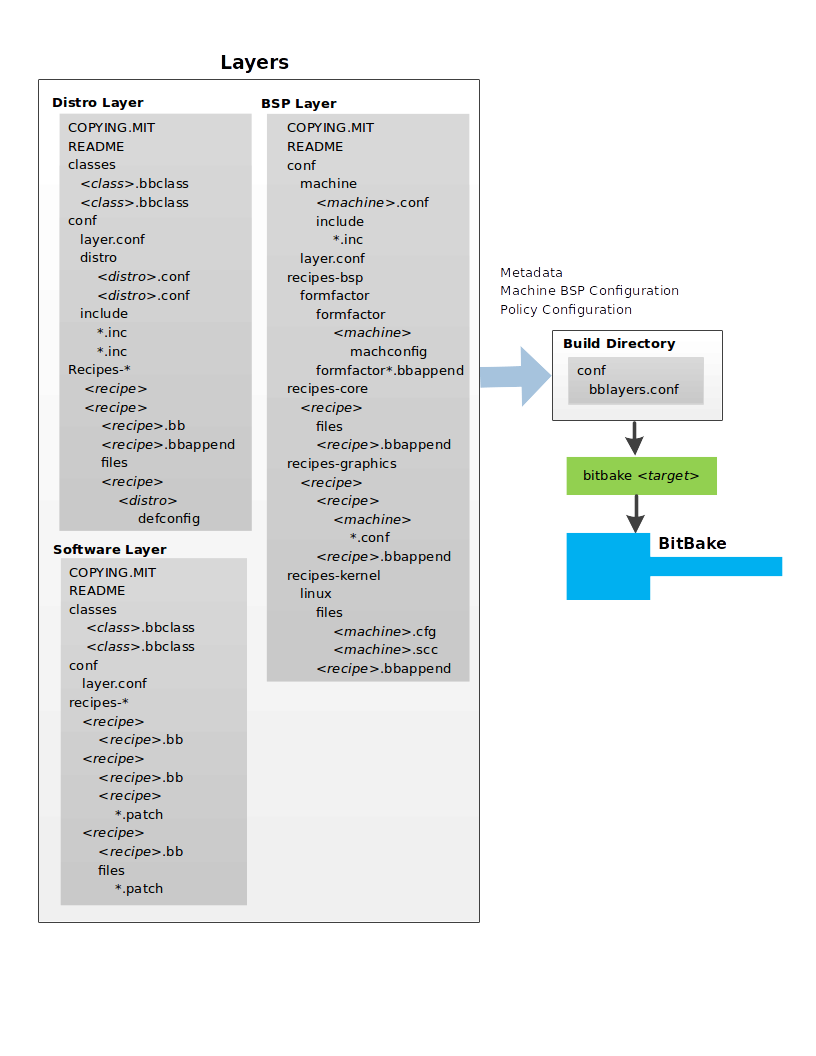 Layers
Distro Layer
COPYING.MIT
README
classes
<class>.bbclass
<class>.bbclass
conf
layer.conf
distro
<distro>.conf
<distro>.conf
include
*.inc
*.inc
Recipes-*
<recipe>
<recipe>
<recipe>.bb
<recipe>.bbappend
files
<recipe>
<distro>
defconfig
Software Layer
COPYING.MIT
README
classes
<class>.bbclass
<class>.bbclass
conf
layer.conf
recipes-*
<recipe>
<recipe>.bb
<recipe>
<recipe>.bb
<recipe>
*.patch
<recipe>
<recipe>.bb
files
*.patch
BSP Layer
COPYING.MIT
README
conf
machine
<machine>.conf
include
*.inc
layer.conf
recipes-bsp
formfactor
formfactor
<machine>
machconfig
formfactor*.bbappend
recipes-core
<recipe>
files
<recipe>.bbappend
recipes-graphics
<recipe>
<recipe>
<machine>
*.conf
<recipe>.bbappend
recipes-kernel
linux
files
<machine>.cfg
<machine>.scc
<recipe>.bbappend
Metadata
Machine BSP Configuration
Policy Configuration
Build Directory
conf
bblayers.conf
bitbake <target>
BitBake